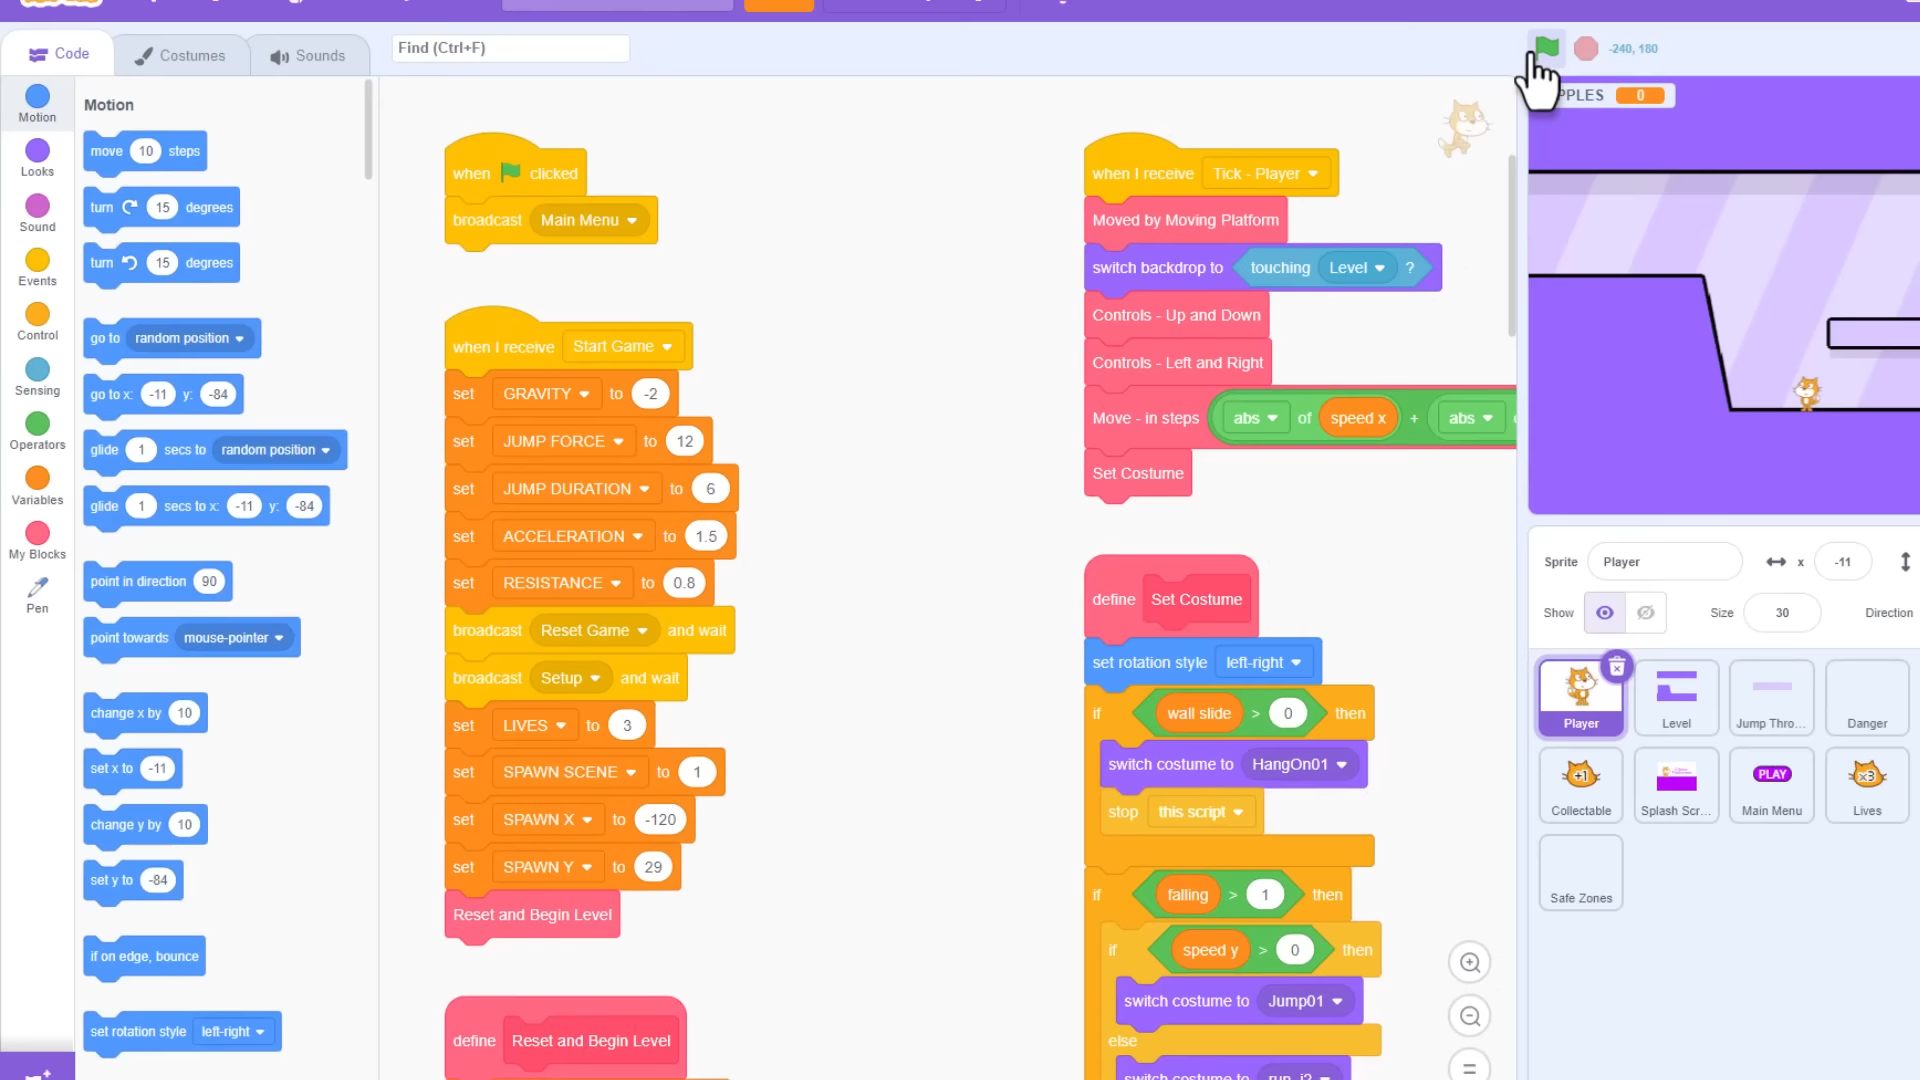 Code
Costumes
Sounds
Find (Ctrl+F)
-240, 180
PPLES 0
Motion
Looks
Sound
Events
Control
Sensing
Operators
Variables
My Blocks
Pen
Motion
move 10 steps
turn 15 degrees
turn 15 degrees
go to random position
go to x: -11 y: -84
glide 1 secs to random position
glide 1 secs to x: -11 y: -84
point in direction 90
point towards mouse-pointer
change x by 10
set x to -11
change y by 10
set y to -84
if on edge, bounce
set rotation style left-right
when clicked
broadcast Main Menu
when I receive Start Game
set GRAVITY to -2
set JUMP FORCE to 12
set JUMP DURATION to 6
set ACCELERATION to 1.5
set RESISTANCE to 0.8
broadcast Reset Game and wait
broadcast Setup and wait
set LIVES to 3
set SPAWN SCENE to 1
set SPAWN X to -120
set SPAWN Y to 29
Reset and Begin Level
define Reset and Begin Level
when I receive Tick - Player
Moved by Moving Platform
switch backdrop to touching Level ?
Controls - Up and Down
Controls - Left and Right
Move - in steps abs of speed x + abs
Set Costume
define Set Costume
set rotation style left-right
if wall slide > 0 then
switch costume to HangOn01
stop this script
if falling > 1 then
if speed y > 0 then
switch costume to Jump01
else
switch costume to
Sprite Player x -11
Show Size 30 Direction
Player
Level
Jump Thro...
Danger
+1
PLAY
x3
Collectable
Splash Scr...
Main Menu
Lives
Safe Zones